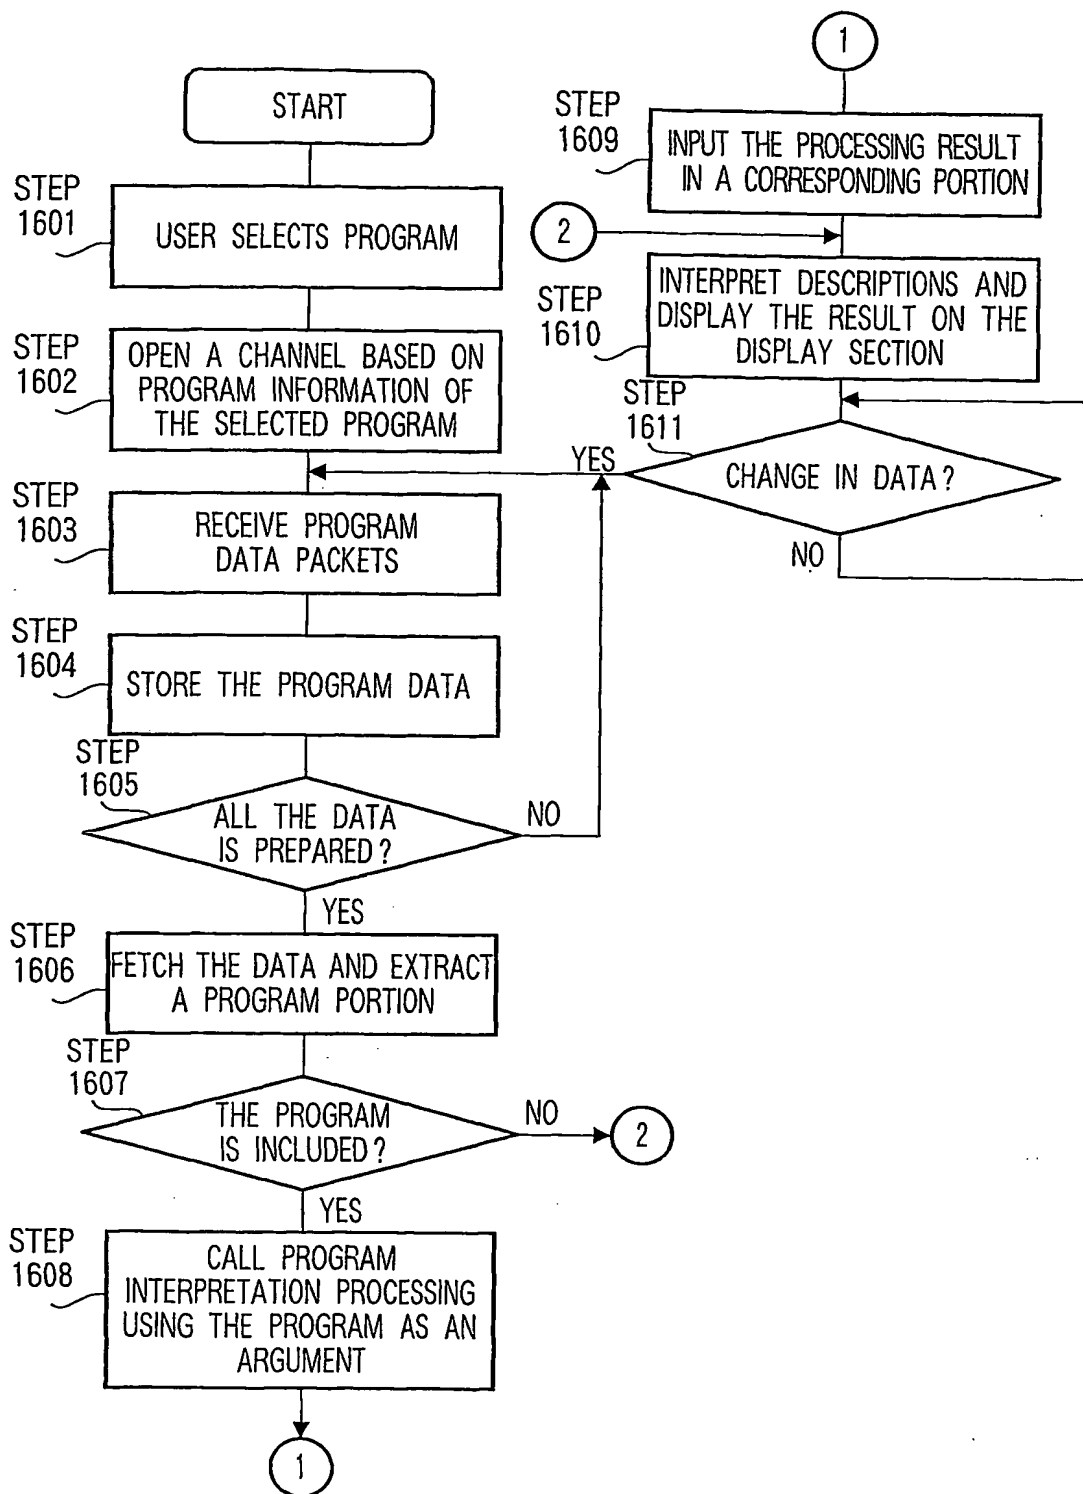 START
STEP
1601
USER SELECTS PROGRAM
STEP
1602
OPEN A CHANNEL BASED ON
PROGRAM INFORMATION OF
THE SELECTED PROGRAM
STEP
1603
RECEIVE PROGRAM
DATA PACKETS
STEP
1604
STORE THE PROGRAM DATA
STEP
1605
ALL THE DATA
IS PREPARED?
NO
YES
STEP
1606
FETCH THE DATA AND EXTRACT
A PROGRAM PORTION
STEP
1607
THE PROGRAM
IS INCLUDED?
NO
2
YES
STEP
1608
CALL PROGRAM
INTERPRETATION PROCESSING
USING THE PROGRAM AS AN
ARGUMENT
1
1
STEP
1609
INPUT THE PROCESSING RESULT
IN A CORRESPONDING PORTION
2
STEP
1610
INTERPRET DESCRIPTIONS AND
DISPLAY THE RESULT ON THE
DISPLAY SECTION
STEP
1611
YES
CHANGE IN DATA?
NO